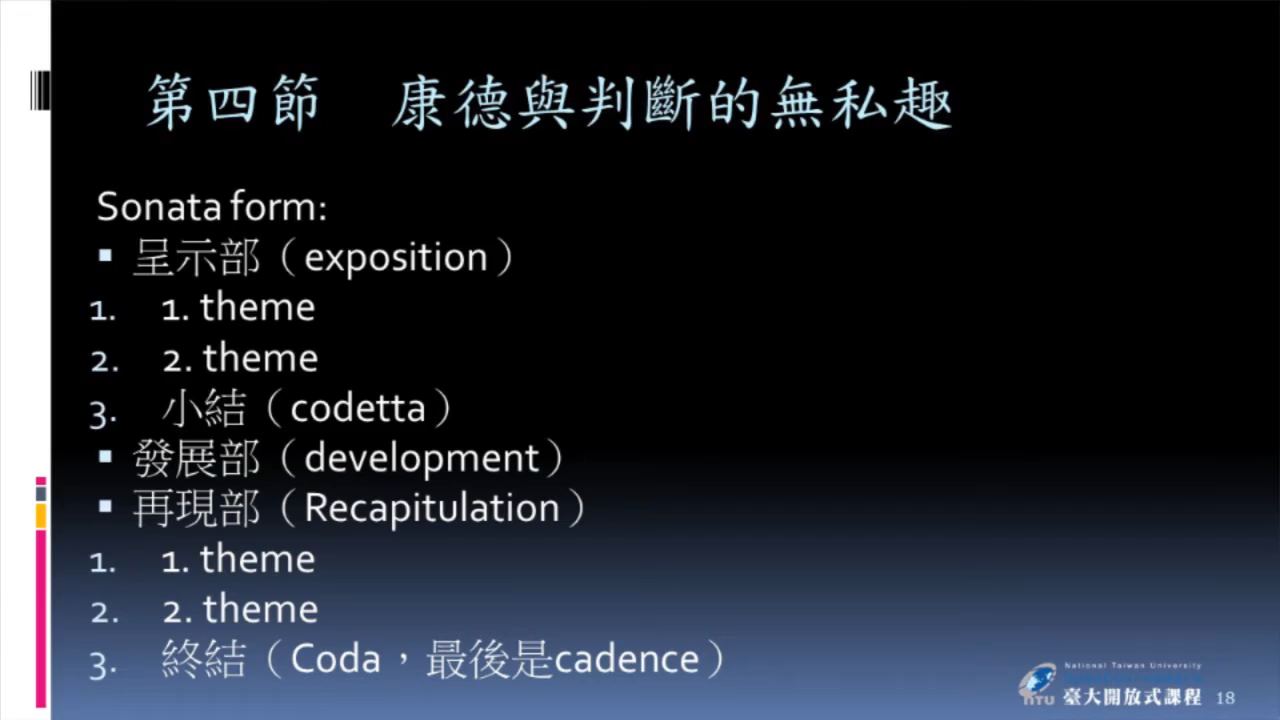 第四節 康德與判斷的無私趣
Sonata form:
▪ 呈示部（exposition）
1. 1. theme
2. 2. theme
3. 小結（codetta）
▪ 發展部（development）
▪ 再現部（Recapitulation）
1. 1. theme
2. 2. theme
3. 終結（Coda，最後是cadence）
National Taiwan University
NTU 臺大開放式課程 18